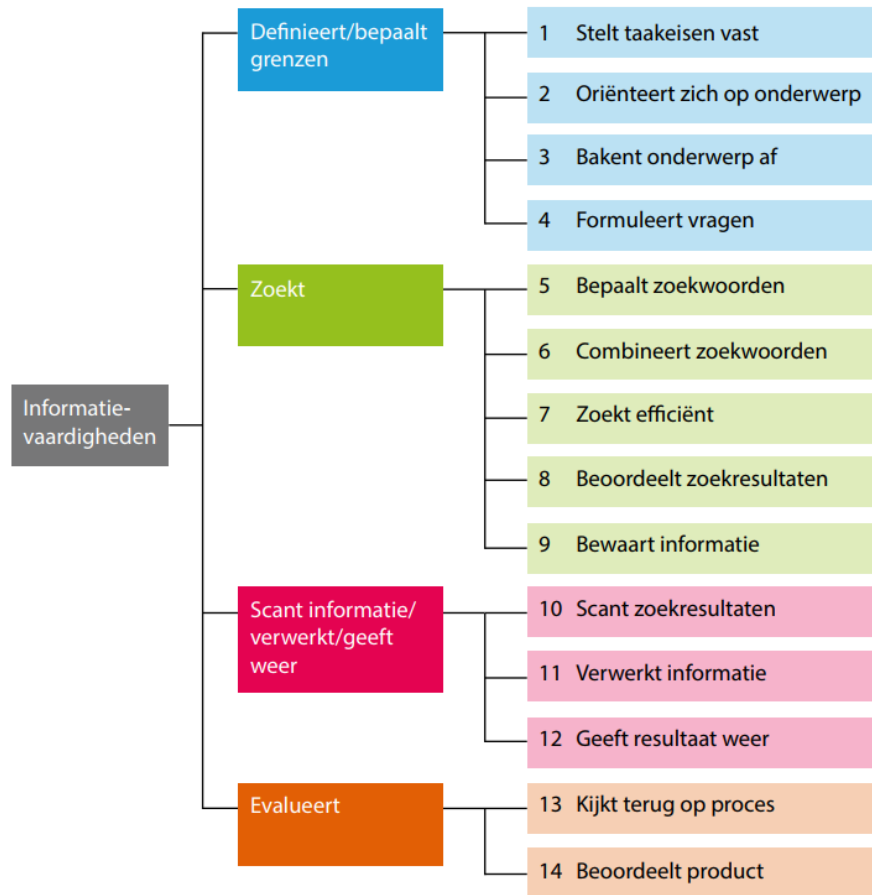 Informatie-
vaardigheden
Definieert/bepaalt
grenzen
1 Stelt taakeisen vast
2 Oriënteert zich op onderwerp
3 Bakent onderwerp af
4 Formuleert vragen
Zoekt
5 Bepaalt zoekwoorden
6 Combineert zoekwoorden
7 Zoekt efficiënt
8 Beoordeelt zoekresultaten
9 Bewaart informatie
Scant informatie/
verwerkt/geeft
weer
10 Scant zoekresultaten
11 Verwerkt informatie
12 Geeft resultaat weer
Evalueert
13 Kijkt terug op proces
14 Beoordeelt product